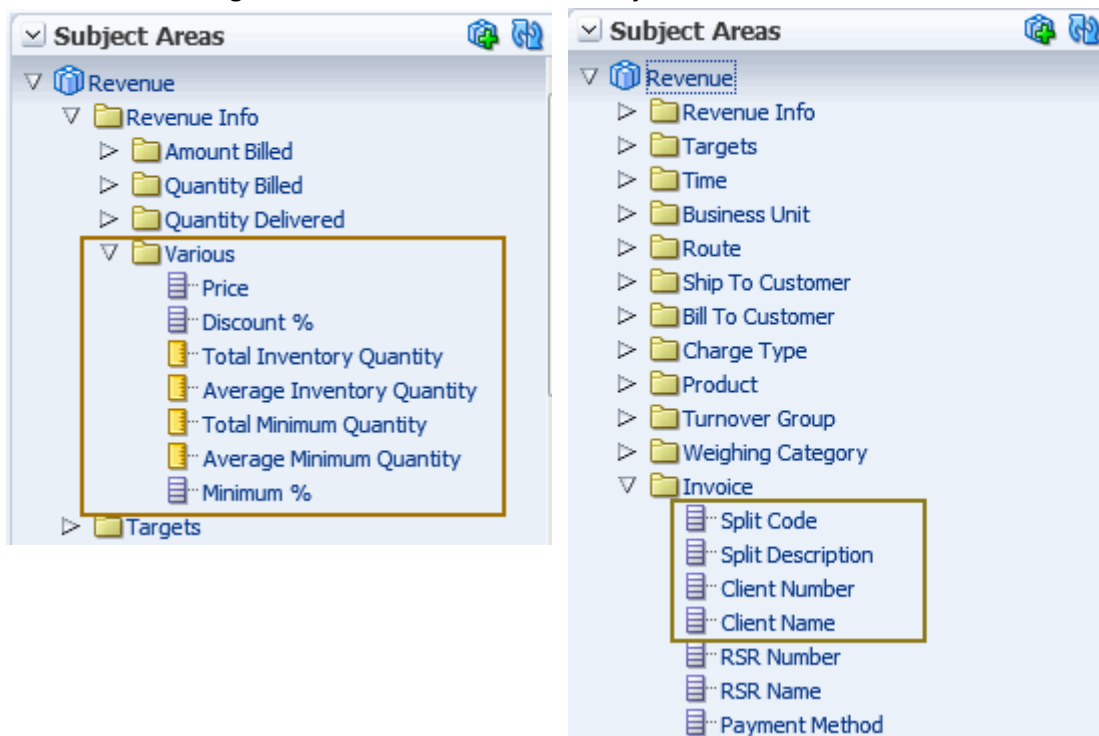 Subject Areas
Revenue
Revenue Info
Amount Billed
Quantity Billed
Quantity Delivered
Various
Price
Discount %
Total Inventory Quantity
Average Inventory Quantity
Total Minimum Quantity
Average Minimum Quantity
Minimum %
Targets
Subject Areas
Revenue
Revenue Info
Targets
Time
Business Unit
Route
Ship To Customer
Bill To Customer
Charge Type
Product
Turnover Group
Weighing Category
Invoice
Split Code
Split Description
Client Number
Client Name
RSR Number
RSR Name
Payment Method